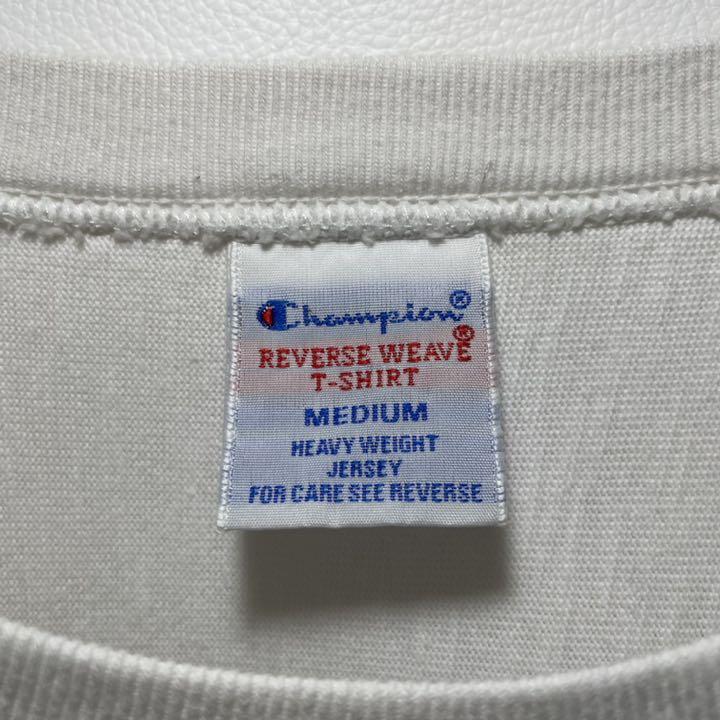 Champion®
REVERSE WEAVE®
T-SHIRT
MEDIUM
HEAVY WEIGHT
JERSEY
FOR CARE SEE REVERSE